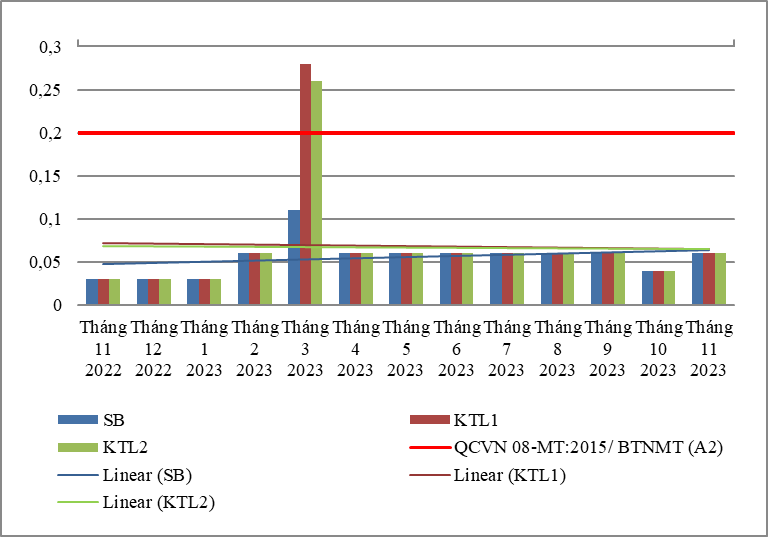 0,3
0,25
0,2
0,15
0,1
0,05
0
Tháng Tháng Tháng Tháng Tháng Tháng Tháng Tháng Tháng Tháng Tháng Tháng Tháng
11 12 1 2 3 4 5 6 7 8 9 10 11
2022 2022 2023 2023 2023 2023 2023 2023 2023 2023 2023 2023 2023
SB KTL1
KTL2 QCVN 08-MT:2015/ BTNMT (A2)
Linear (SB) Linear (KTL1)
Linear (KTL2)